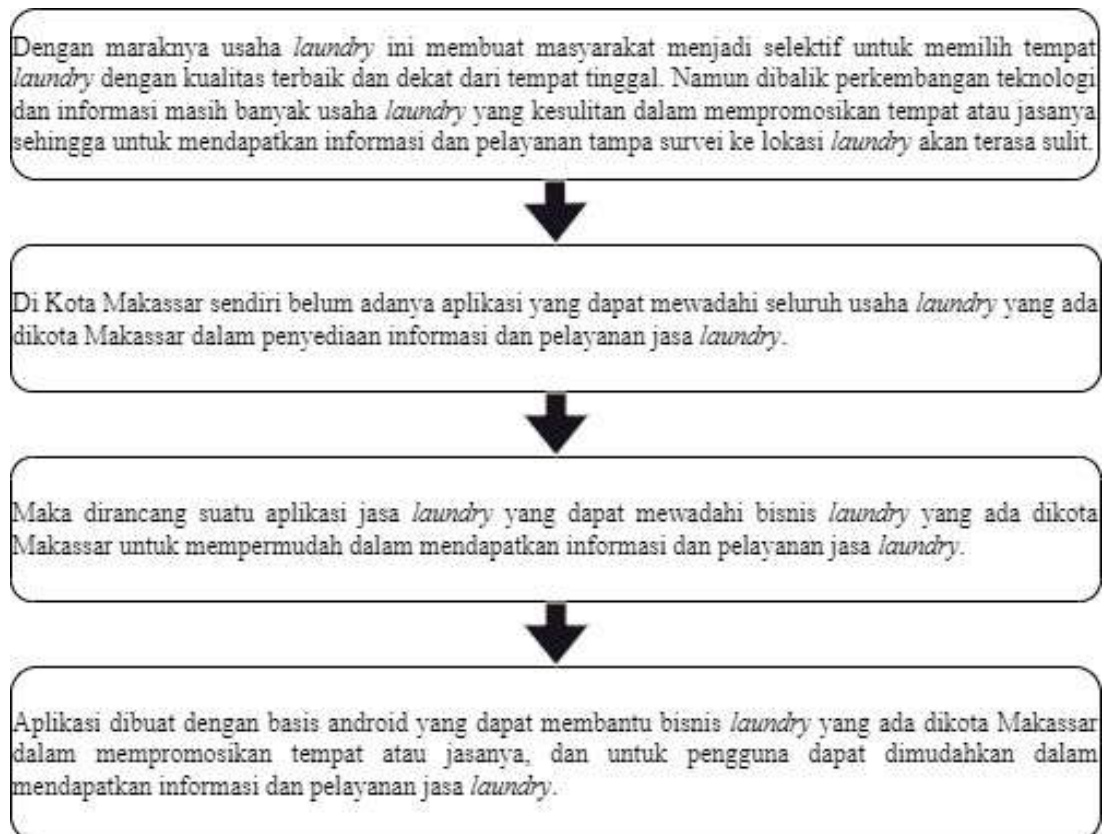 Dengan maraknya usaha laundry ini membuat masyarakat menjadi selektif untuk memilih tempat
laundry dengan kualitas terbaik dan dekat dari tempat tinggal. Namun dibalik perkembangan teknologi
dan informasi masih banyak usaha laundry yang kesulitan dalam mempromosikan tempat atau jasanya
sehingga untuk mendapatkan informasi dan pelayanan tampa survei ke lokasi laundry akan terasa sulit.
Di Kota Makassar sendiri belum adanya aplikasi yang dapat mewadahi seluruh usaha laundry yang ada
dikota Makassar dalam penyediaan informasi dan pelayanan jasa laundry.
Maka dirancang suatu aplikasi jasa laundry yang dapat mewadahi bisnis laundry yang ada dikota
Makassar untuk mempermudah dalam mendapatkan informasi dan pelayanan jasa laundry.
Aplikasi dibuat dengan basis android yang dapat membantu bisnis laundry yang ada dikota Makassar
dalam mempromosikan tempat atau jasanya, dan untuk pengguna dapat dimudahkan dalam
mendapatkan informasi dan pelayanan jasa laundry.